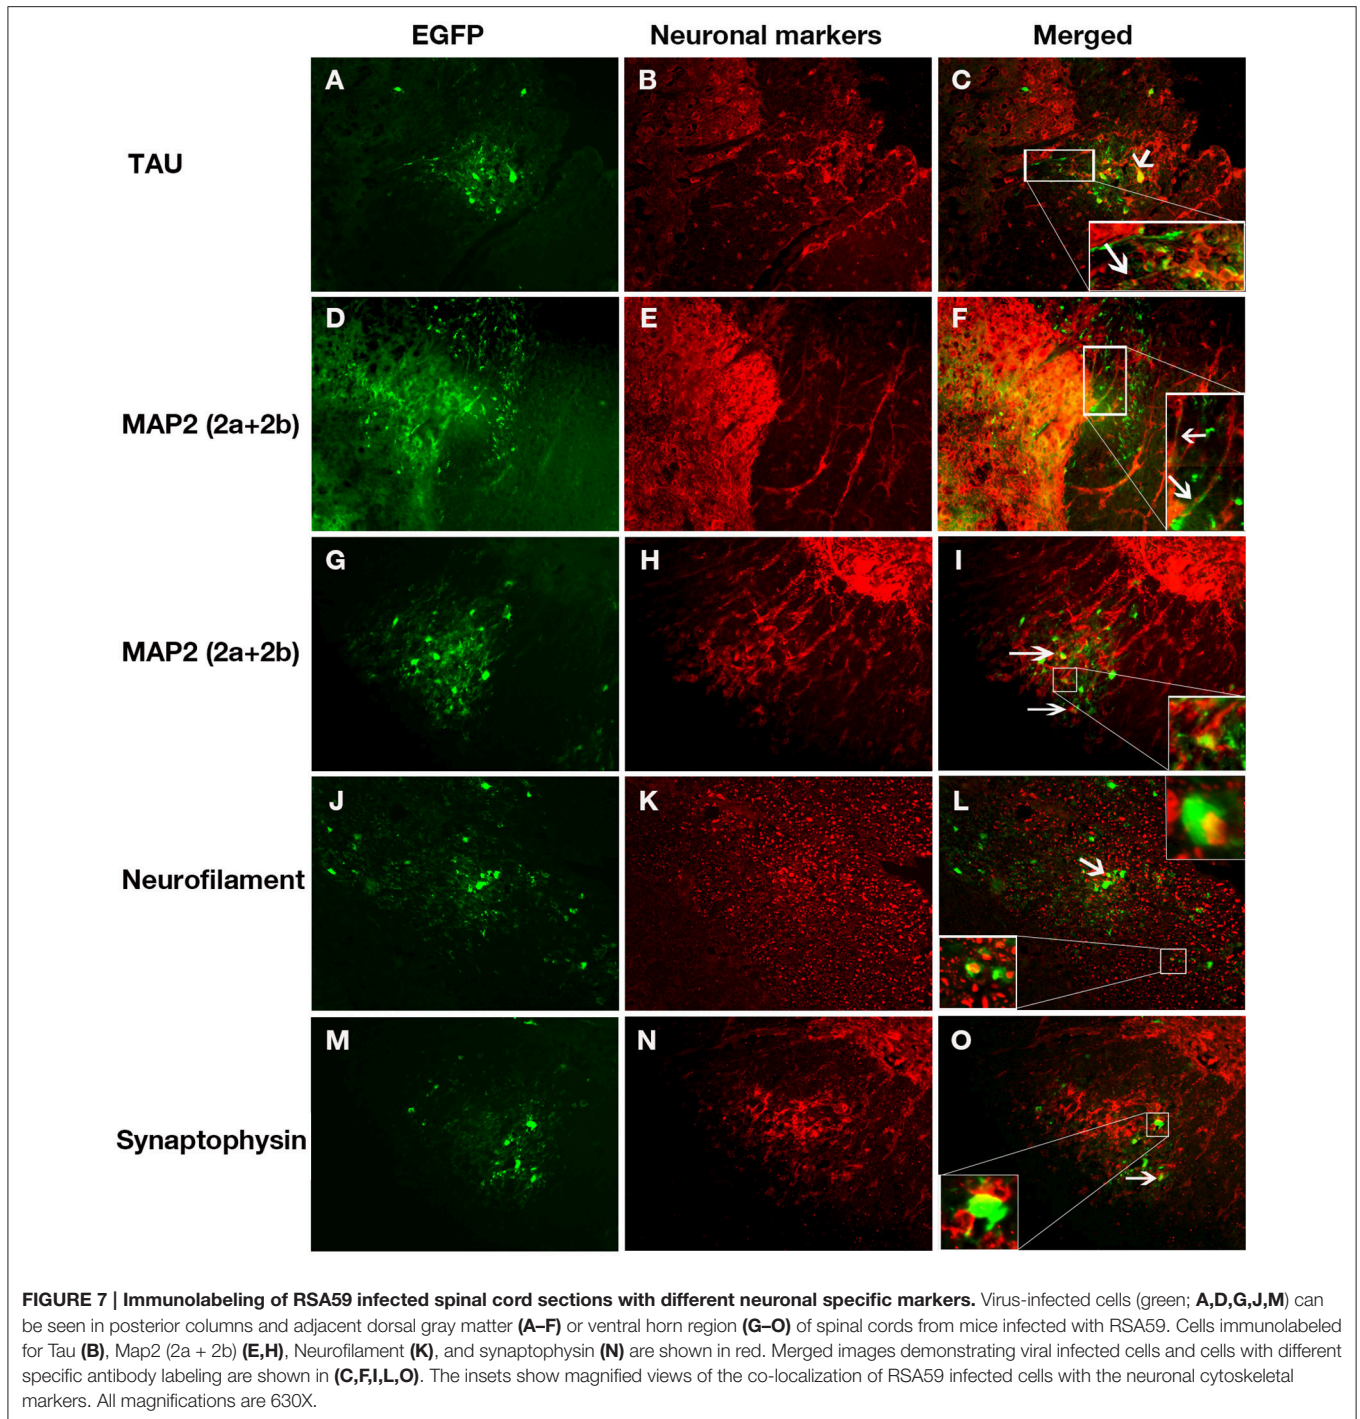 EGFP Neuronal markers Merged
A B C
TAU
D E F
MAP2 (2a+2b)
G H I
MAP2 (2a+2b)
J K L
Neurofilament
M N O
Synaptophysin
FIGURE 7 | Immunolabeling of RSA59 infected spinal cord sections with different neuronal specific markers. Virus-infected cells (green; A,D,G,J,M) can
be seen in posterior columns and adjacent dorsal gray matter (A–F) or ventral horn region (G–O) of spinal cords from mice infected with RSA59. Cells immunolabeled
for Tau (B), Map2 (2a + 2b) (E,H), Neurofilament (K), and synaptophysin (N) are shown in red. Merged images demonstrating viral infected cells and cells with different
specific antibody labeling are shown in (C,F,I,L,O). The insets show magnified views of the co-localization of RSA59 infected cells with the neuronal cytoskeletal
markers. All magnifications are 630X.